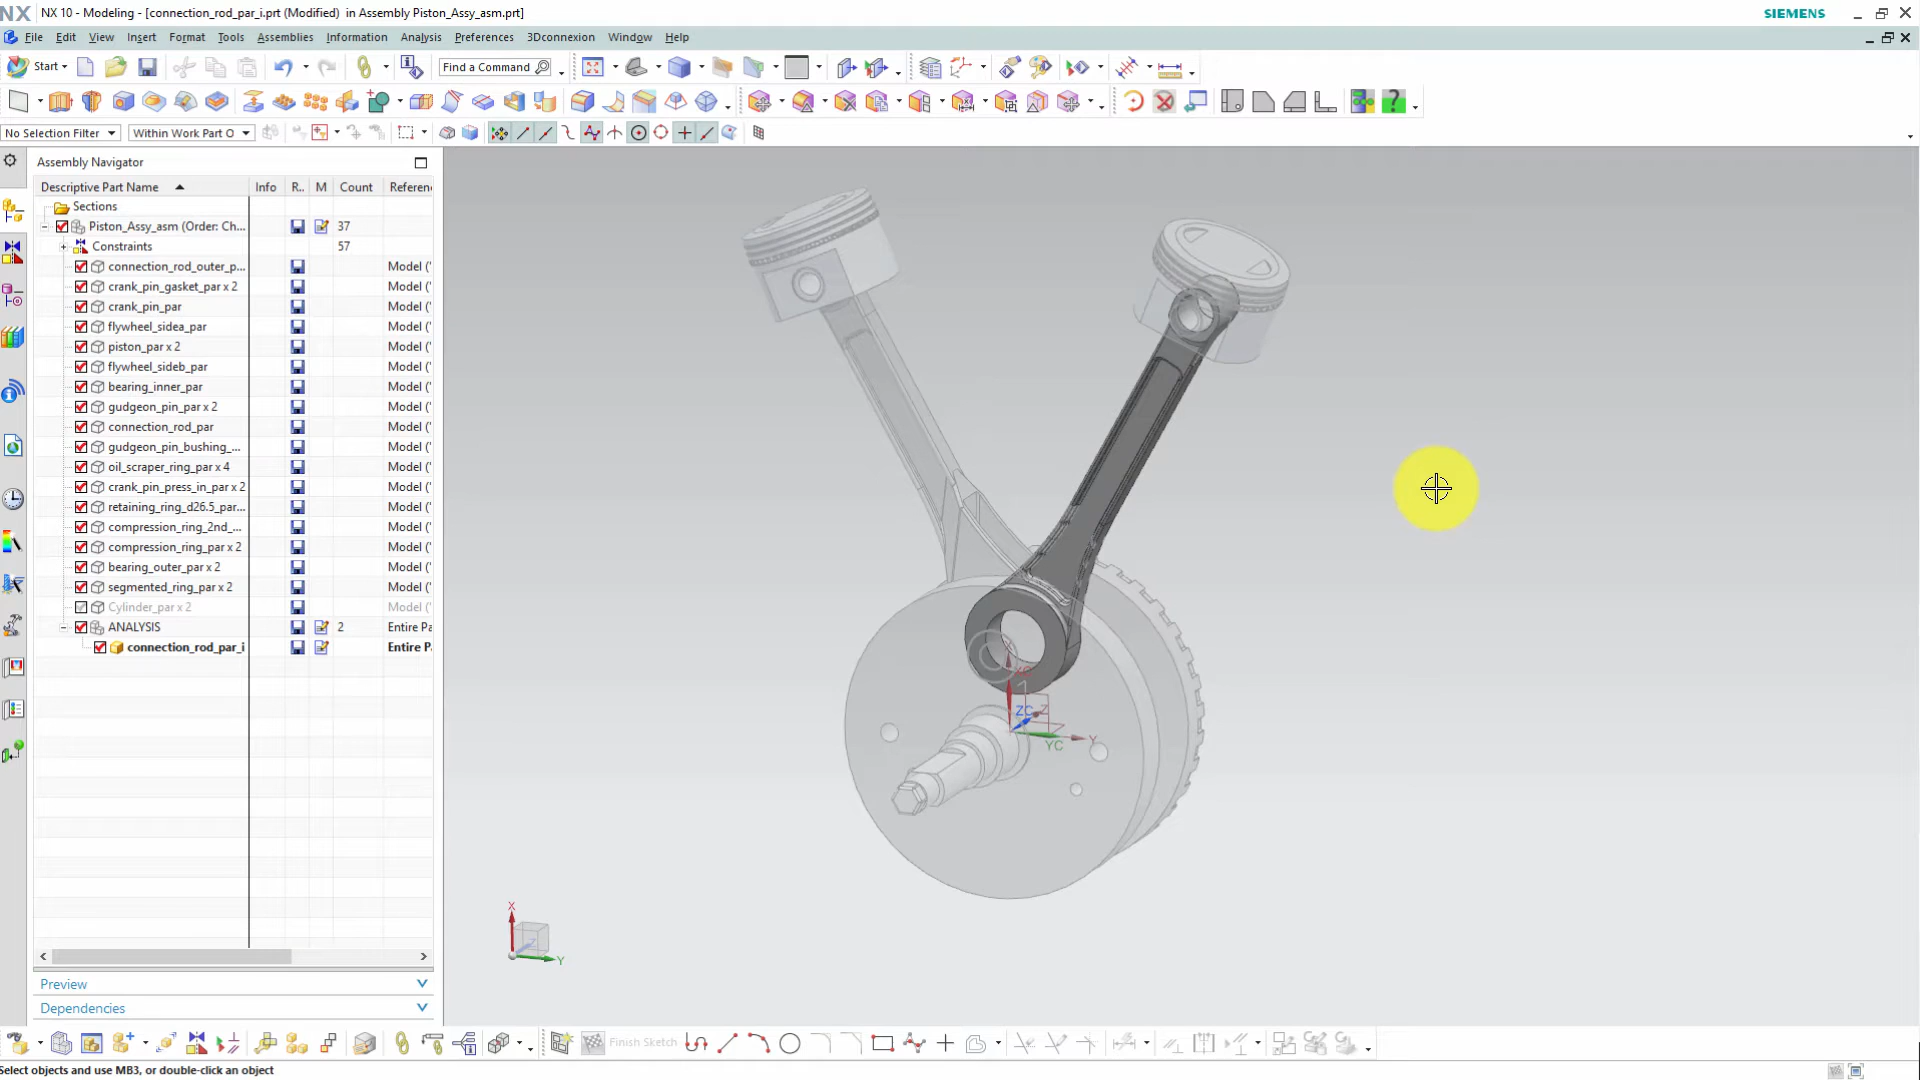 NX
NX 10 - Modeling - [connection_rod_par_i.prt (Modified) in Assembly Piston_Assy_asm.prt]
SIEMENS
File Edit View Insert Format Tools Assemblies Information Analysis Preferences 3Dconnexion Window Help
Start
Find a Command
No Selection Filter
Within Work Part O
Assembly Navigator
Descriptive Part Name Info R.. M Count Referen
Sections
Piston_Assy_asm (Order: Ch... 37
Constraints 57
connection_rod_outer_p... Model ('
crank_pin_gasket_par x 2 Model ('
crank_pin_par Model ('
flywheel_sidea_par Model ('
piston_par x 2 Model ('
flywheel_sideb_par Model ('
bearing_inner_par Model ('
gudgeon_pin_par x 2 Model ('
connection_rod_par Model ('
gudgeon_pin_bushing_... Model ('
oil_scraper_ring_par x 4 Model ('
crank_pin_press_in_par x 2 Model ('
retaining_ring_d26.5_par... Model ('
compression_ring_2nd_... Model ('
compression_ring_par x 2 Model ('
bearing_outer_par x 2 Model ('
segmented_ring_par x 2 Model ('
Cylinder_par x 2 Model ('
ANALYSIS 2 Entire Pa
connection_rod_par_i Entire P.
XC
ZC Z
YC Y
X
Z
Y
Preview
Dependencies
Finish Sketch
Select objects and use MB3, or double-click an object